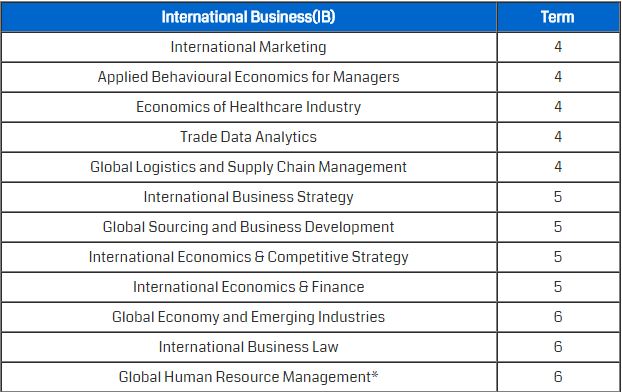 International Business(IB) Term
International Marketing 4
Applied Behavioural Economics for Managers 4
Economics of Healthcare Industry 4
Trade Data Analytics 4
Global Logistics and Supply Chain Management 4
International Business Strategy 5
Global Sourcing and Business Development 5
International Economics & Competitive Strategy 5
International Economics & Finance 5
Global Economy and Emerging Industries 6
International Business Law 6
Global Human Resource Management* 6